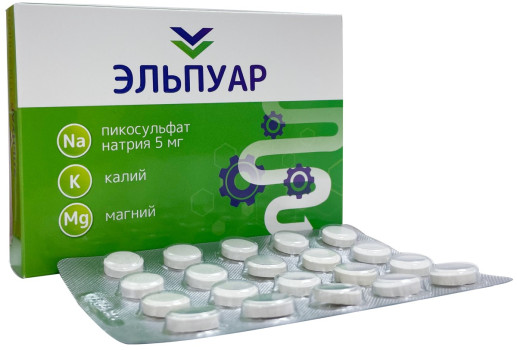 ЭЛЬПУАР
Na
пикосульфат
натрия 5 мг
K
калий
Mg
магний